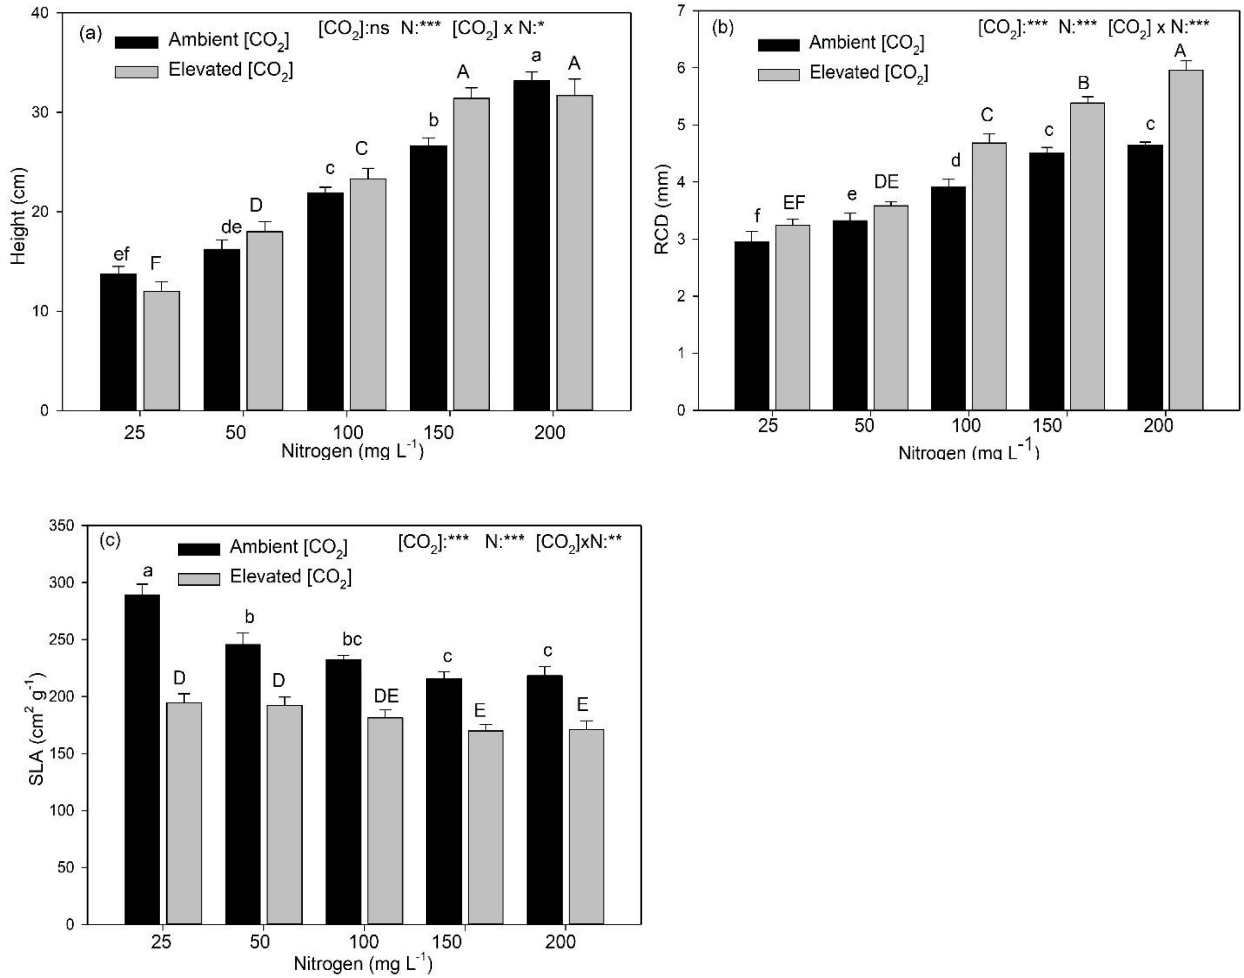 (a) [CO₂]:ns N:*** [CO₂] x N:*
Ambient [CO₂]
Elevated [CO₂]
40
30
20
10
0
Height (cm)
ef F de D c C b A a A
25 50 100 150 200
Nitrogen (mg L⁻¹)
(b) [CO₂]:*** N:*** [CO₂] x N:***
Ambient [CO₂]
Elevated [CO₂]
7
6
5
4
3
2
1
0
RCD (mm)
f EF e DE d C c B c A
25 50 100 150 200
Nitrogen (mg L⁻¹)
(c) [CO₂]:*** N:*** [CO₂]xN:**
Ambient [CO₂]
Elevated [CO₂]
350
300
250
200
150
100
50
0
SLA (cm² g⁻¹)
a D b D bc DE c E c E
25 50 100 150 200
Nitrogen (mg L⁻¹)